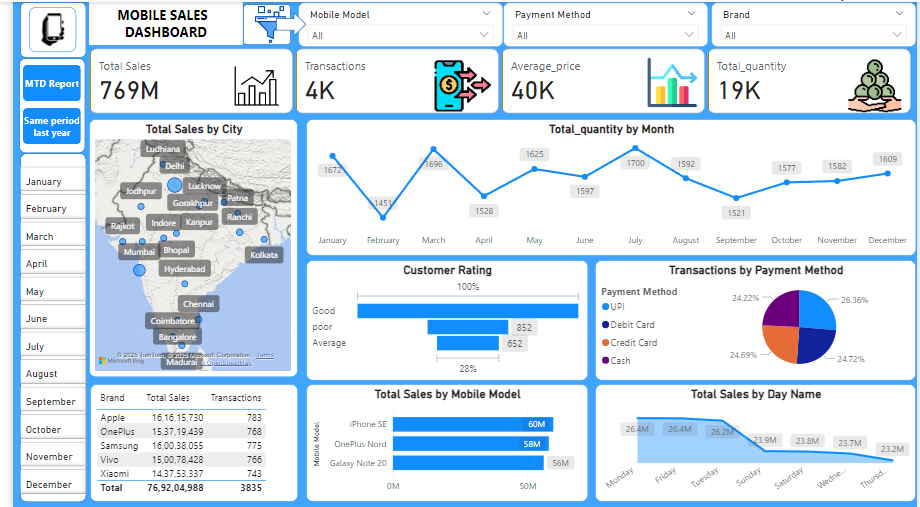 MOBILE SALES
DASHBOARD
Mobile Model
All
Payment Method
All
Brand
All
MTD Report
Same period
last year
Total Sales
769M
Transactions
4K
Average_price
40K
Total_quantity
19K
January
February
March
April
May
June
July
August
September
October
November
December
Total Sales by City
Ludhiana
Delhi
Jodhpur
Lucknow
Gorakhpur
Patna
Rajkot
Indore
Kanpur
Ranchi
Mumbai
Bhopal
Kolkata
Hyderabad
Chennai
Coimbatore
Bangalore
Madurai
Microsoft Bing
© 2025 TomTom, © 2025 Microsoft Corporation, Terms
© OpenStreetMap
Total_quantity by Month
1672
1451
1696
1528
1625
1597
1700
1592
1521
1577
1582
1609
January
February
March
April
May
June
July
August
September
October
November
December
Customer Rating
100%
Good
poor
852
Average
652
28%
Transactions by Payment Method
Payment Method
UPI
Debit Card
Credit Card
Cash
24.22%
26.36%
24.69%
24.72%
Brand Total Sales Transactions
Apple 16,16,15,730 783
OnePlus 15,37,19,439 768
Samsung 16,00,38,055 775
Vivo 15,00,78,428 766
Xiaomi 14,37,53,337 743
Total 76,92,04,988 3835
Total Sales by Mobile Model
Mobile Model
iPhone SE
60M
OnePlus Nord
58M
Galaxy Note 20
56M
0M
50M
Total Sales by Day Name
26.4M
26.4M
26.2M
23.9M
23.8M
23.7M
23.2M
Monday
Friday
Tuesday
Sunday
Saturday
Wedne...
Thursd...